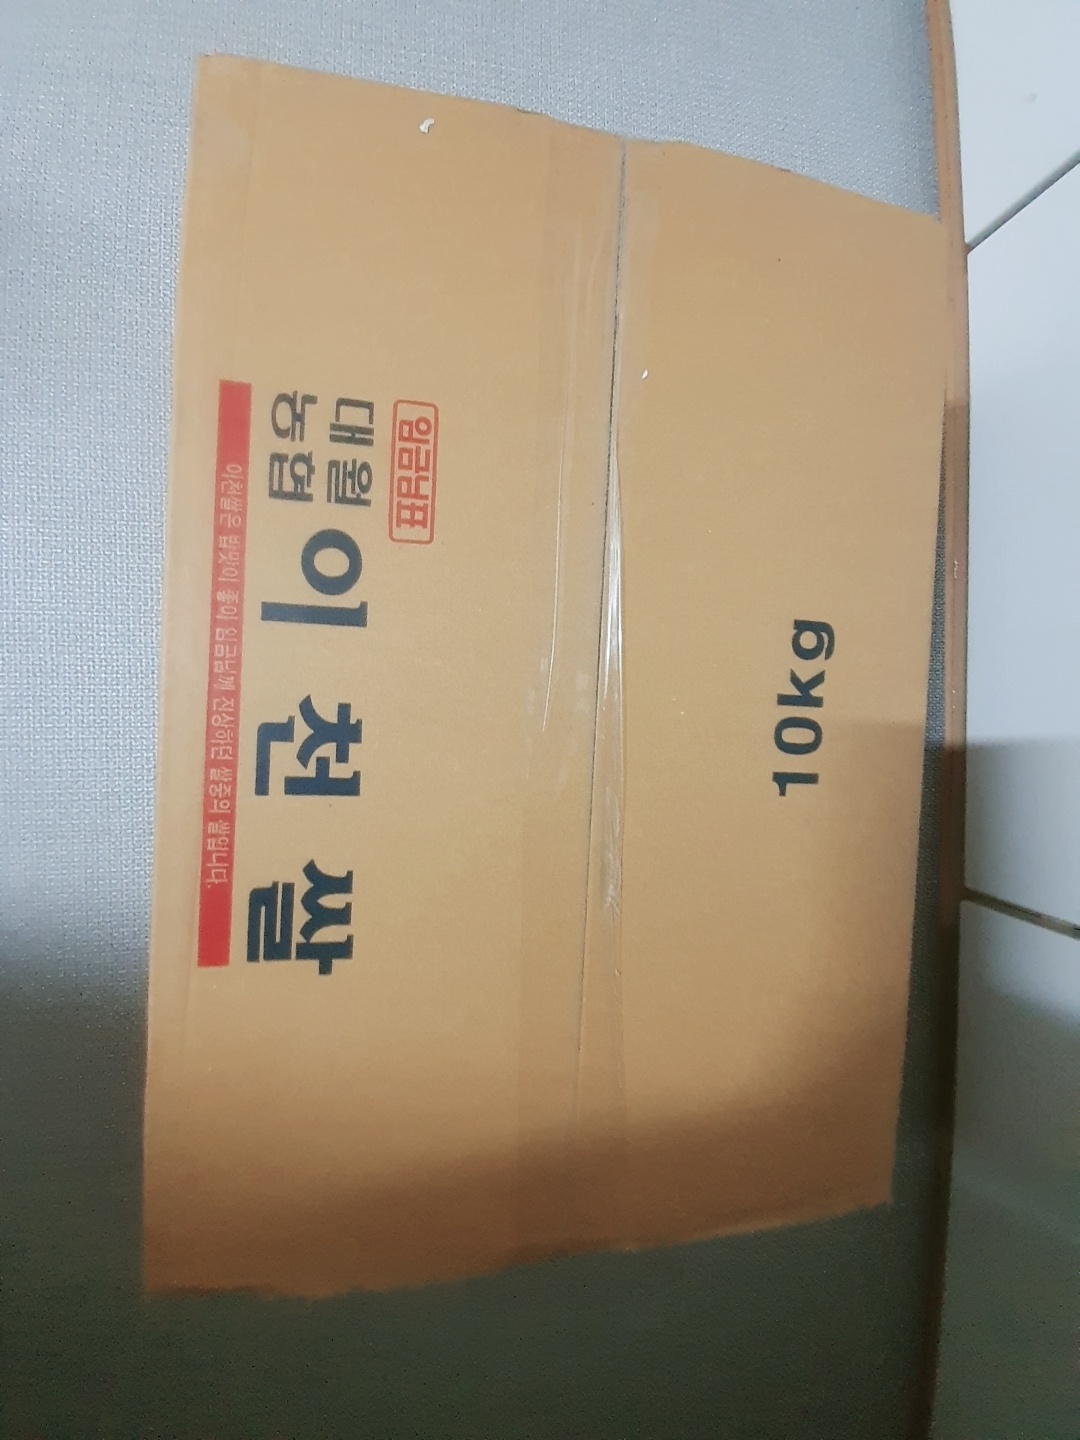 임금님표
대월
농협
이천쌀
이천쌀은 밥맛이 좋아 임금님께 진상하던 쌀중의 쌀입니다.
10kg